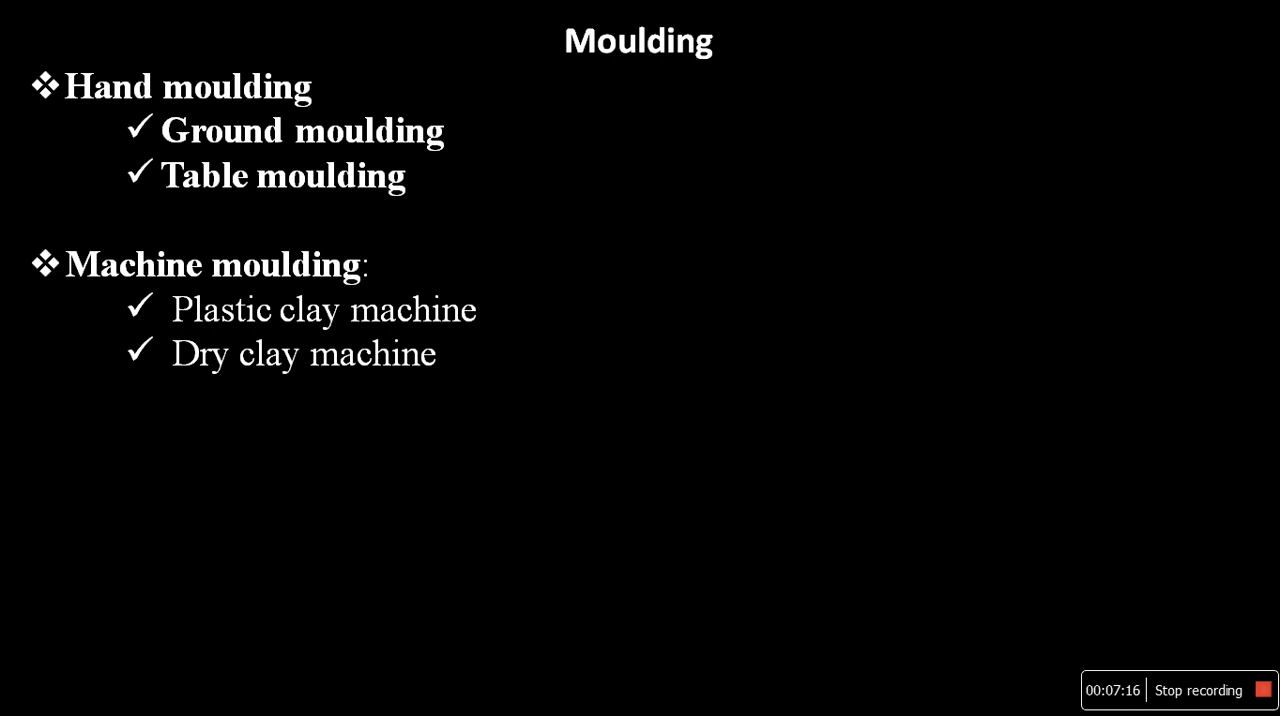 Moulding
❖Hand moulding
✓ Ground moulding
✓ Table moulding
❖Machine moulding:
✓ Plastic clay machine
✓ Dry clay machine
00:07:16 Stop recording